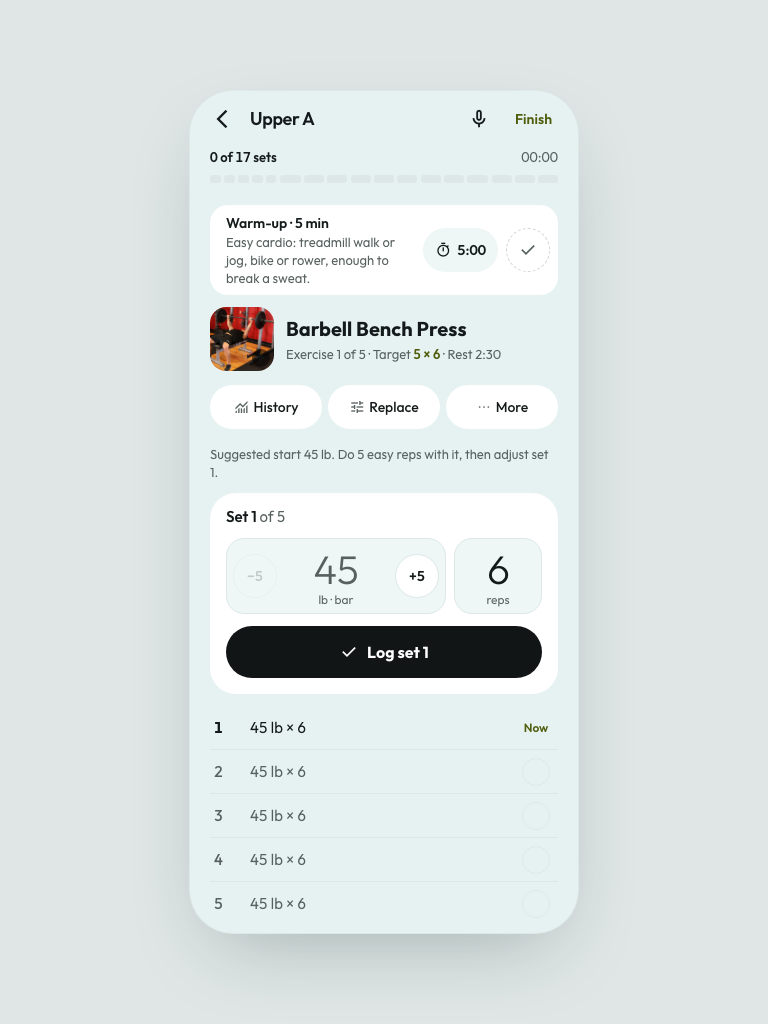 Upper A
Finish
0 of 17 sets
00:00
Warm-up · 5 min
Easy cardio: treadmill walk or
jog, bike or rower, enough to
break a sweat.
5:00
Barbell Bench Press
Exercise 1 of 5 · Target 5 × 6 · Rest 2:30
History
Replace
More
Suggested start 45 lb. Do 5 easy reps with it, then adjust set
1.
Set 1 of 5
−5
45
lb · bar
+5
6
reps
Log set 1
1 45 lb × 6 Now
2 45 lb × 6
3 45 lb × 6
4 45 lb × 6
5 45 lb × 6